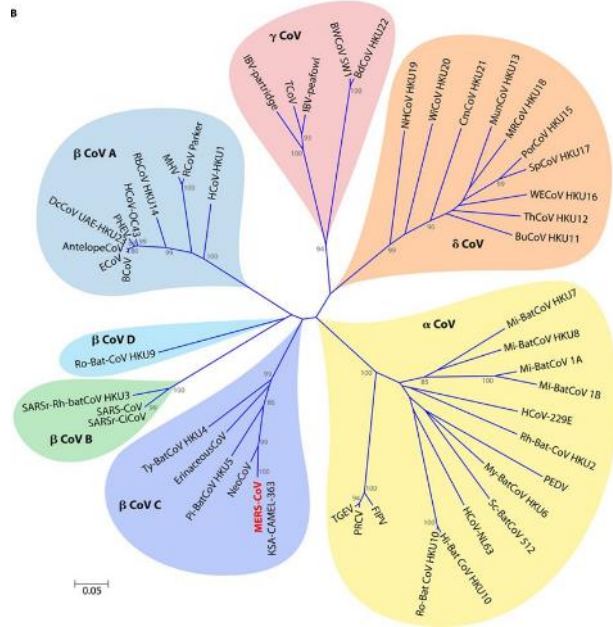 B
γ CoV
IBV-partridge
TCoV
IBV-peafowl
BWCoV SW1
BdCoV HKU22
100
99
100
94
NHCoV HKU19
WiCoV HKU20
CmCoV HKU21
MunCoV HKU13
MRCoV HKU18
PorCoV HKU15
SpCoV HKU17
WECoV HKU16
ThCoV HKU12
BuCoV HKU11
δ CoV
99
β CoV A
DcCoV UAE-HKU23
PHEV
HCoV-OC43
RbCoV HKU14
MHV
RCoV Parker
HCoV-HKU1
AntelopeCoV
ECoV
BCoV
100
99
100
β CoV D
Ro-Bat-CoV HKU9
SARSr-Rh-batCoV HKU3
SARS-CoV
SARSr-CiCoV
β CoV B
100
β CoV C
Ty-BatCoV HKU4
ErinaceousCoV
Pi-BatCoV HKU5
NeoCoV
MERS-CoV
KSA-CAMEL-363
100
α CoV
Mi-BatCoV HKU7
Mi-BatCoV HKU8
Mi-BatCoV 1A
Mi-BatCoV 1B
HCoV-229E
Rh-Bat-CoV HKU2
PEDV
My-BatCoV HKU6
Sc-BatCoV 512
HCoV-NL63
Hi-Bat CoV HKU10
Ro-Bat CoV HKU10
TGEV
PRCV
FIPV
100
85
100
100
100
0.05